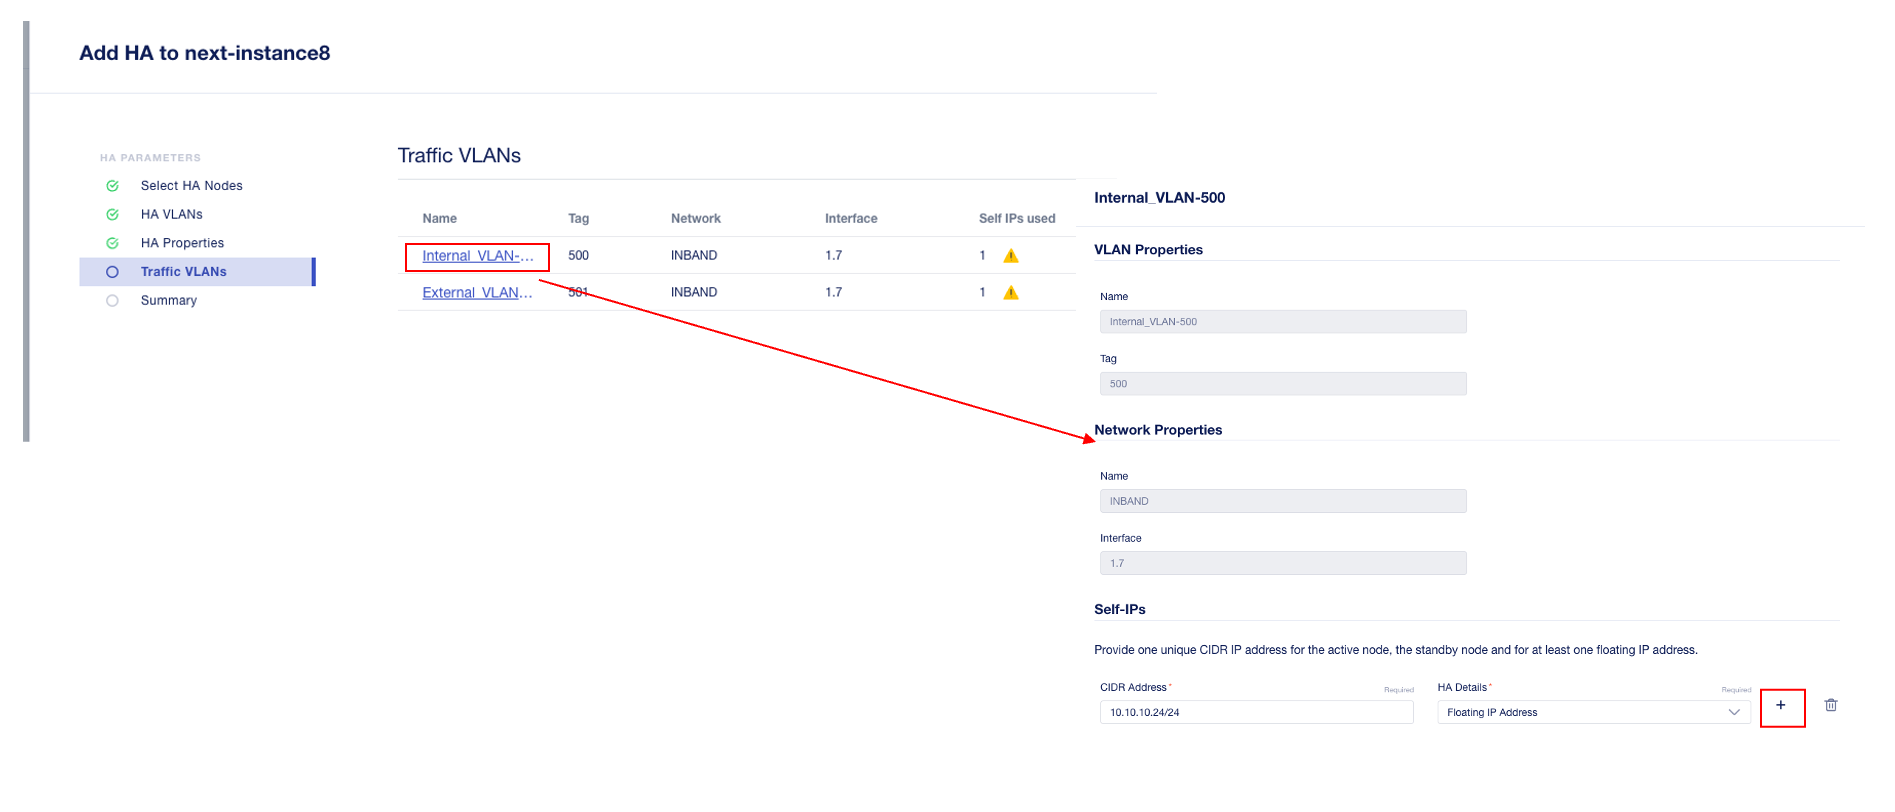 Add HA to next-instance8
HA PARAMETERS
Select HA Nodes
HA VLANs
HA Properties
Traffic VLANs
Summary
Traffic VLANs
Name Tag Network Interface Self IPs used
Internal_VLAN-... 500 INBAND 1.7 1
External_VLAN... 501 INBAND 1.7 1
Internal_VLAN-500
VLAN Properties
Name
Internal_VLAN-500
Tag
500
Network Properties
Name
INBAND
Interface
1.7
Self-IPs
Provide one unique CIDR IP address for the active node, the standby node and for at least one floating IP address.
CIDR Address* Required HA Details* Required
10.10.10.24/24 Floating IP Address +